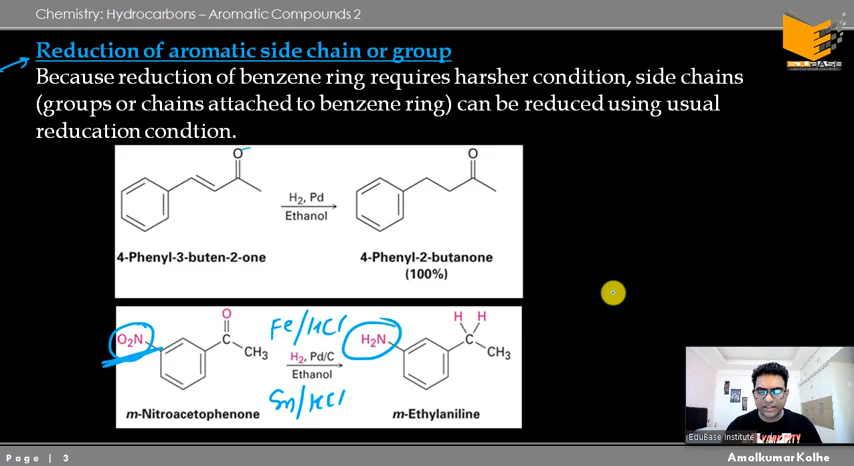 Chemistry: Hydrocarbons – Aromatic Compounds 2
EDUBASE
Reduction of aromatic side chain or group
Because reduction of benzene ring requires harsher condition, side chains
(groups or chains attached to benzene ring) can be reduced using usual
reducation condtion.
O
O
H₂, Pd
Ethanol
4-Phenyl-3-buten-2-one
4-Phenyl-2-butanone
(100%)
O
H H
O₂N
C
CH₃
Fe/HCl
H₂, Pd/C
Ethanol
Sn/HCl
H₂N
C
CH₃
m-Nitroacetophenone
m-Ethylaniline
EduBase Institute
Page | 3
AmolkumarKolhe